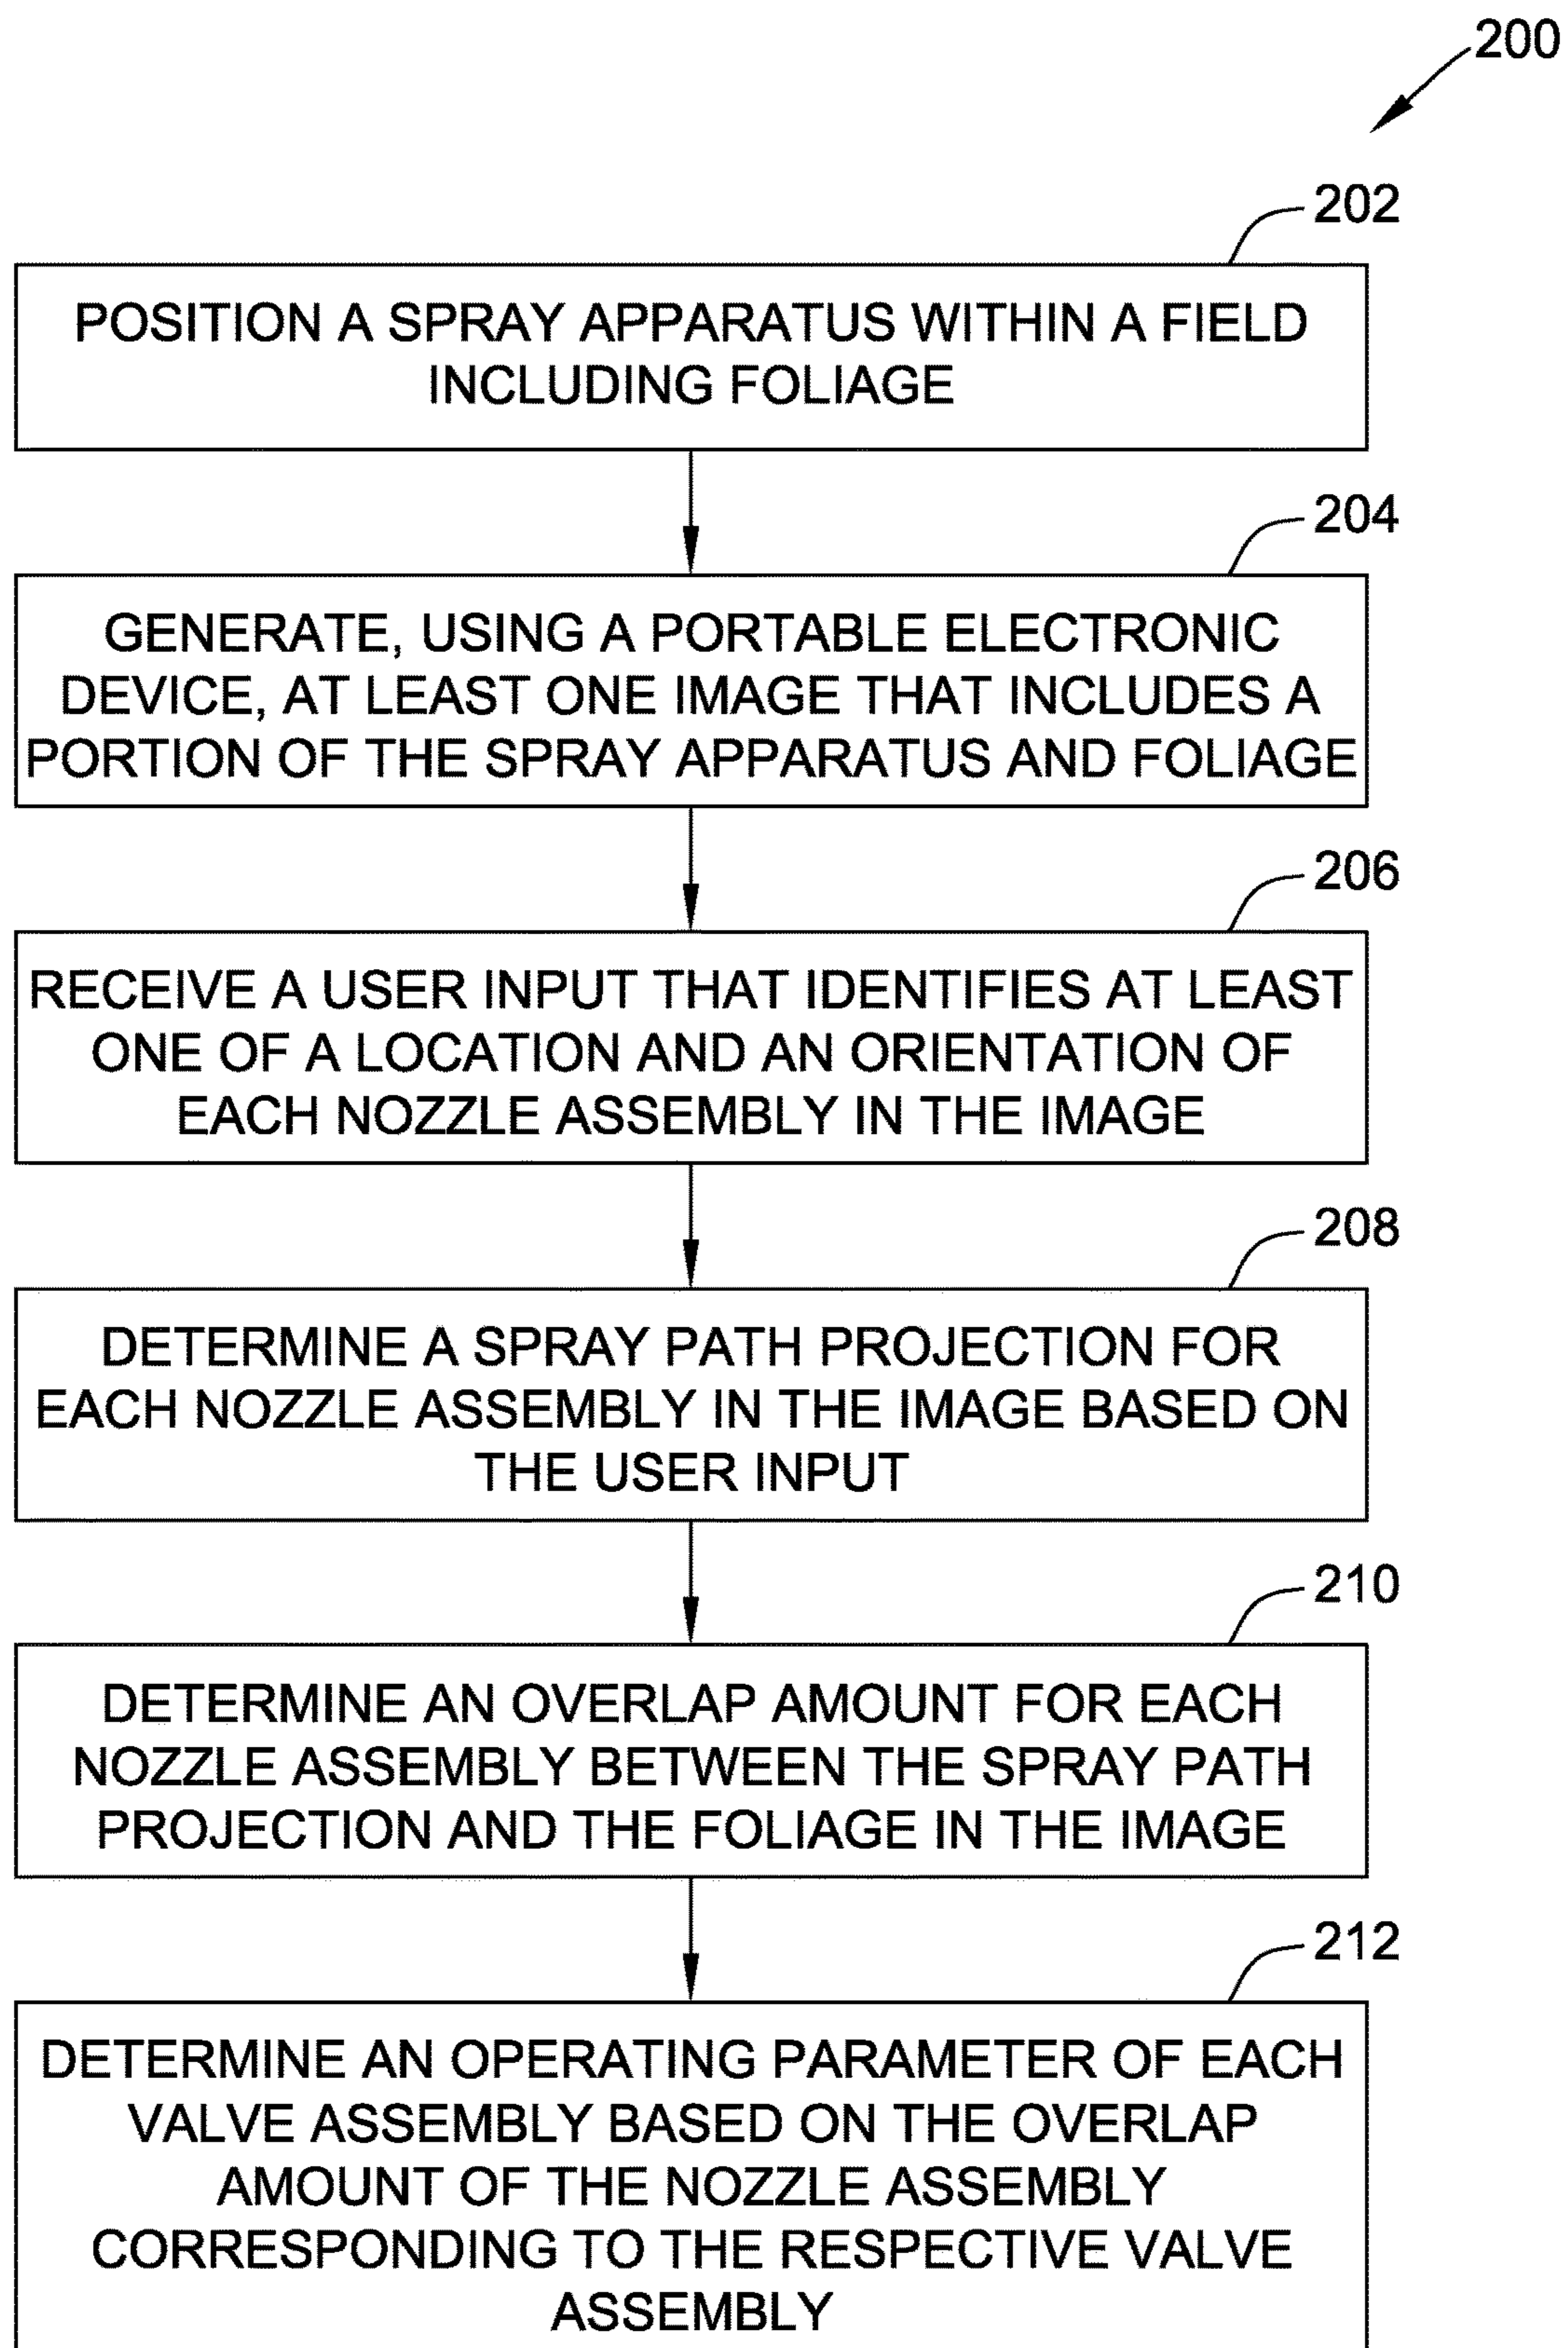 200
202
POSITION A SPRAY APPARATUS WITHIN A FIELD
INCLUDING FOLIAGE
204
GENERATE, USING A PORTABLE ELECTRONIC
DEVICE, AT LEAST ONE IMAGE THAT INCLUDES A
PORTION OF THE SPRAY APPARATUS AND FOLIAGE
206
RECEIVE A USER INPUT THAT IDENTIFIES AT LEAST
ONE OF A LOCATION AND AN ORIENTATION OF
EACH NOZZLE ASSEMBLY IN THE IMAGE
208
DETERMINE A SPRAY PATH PROJECTION FOR
EACH NOZZLE ASSEMBLY IN THE IMAGE BASED ON
THE USER INPUT
210
DETERMINE AN OVERLAP AMOUNT FOR EACH
NOZZLE ASSEMBLY BETWEEN THE SPRAY PATH
PROJECTION AND THE FOLIAGE IN THE IMAGE
212
DETERMINE AN OPERATING PARAMETER OF EACH
VALVE ASSEMBLY BASED ON THE OVERLAP
AMOUNT OF THE NOZZLE ASSEMBLY
CORRESPONDING TO THE RESPECTIVE VALVE
ASSEMBLY